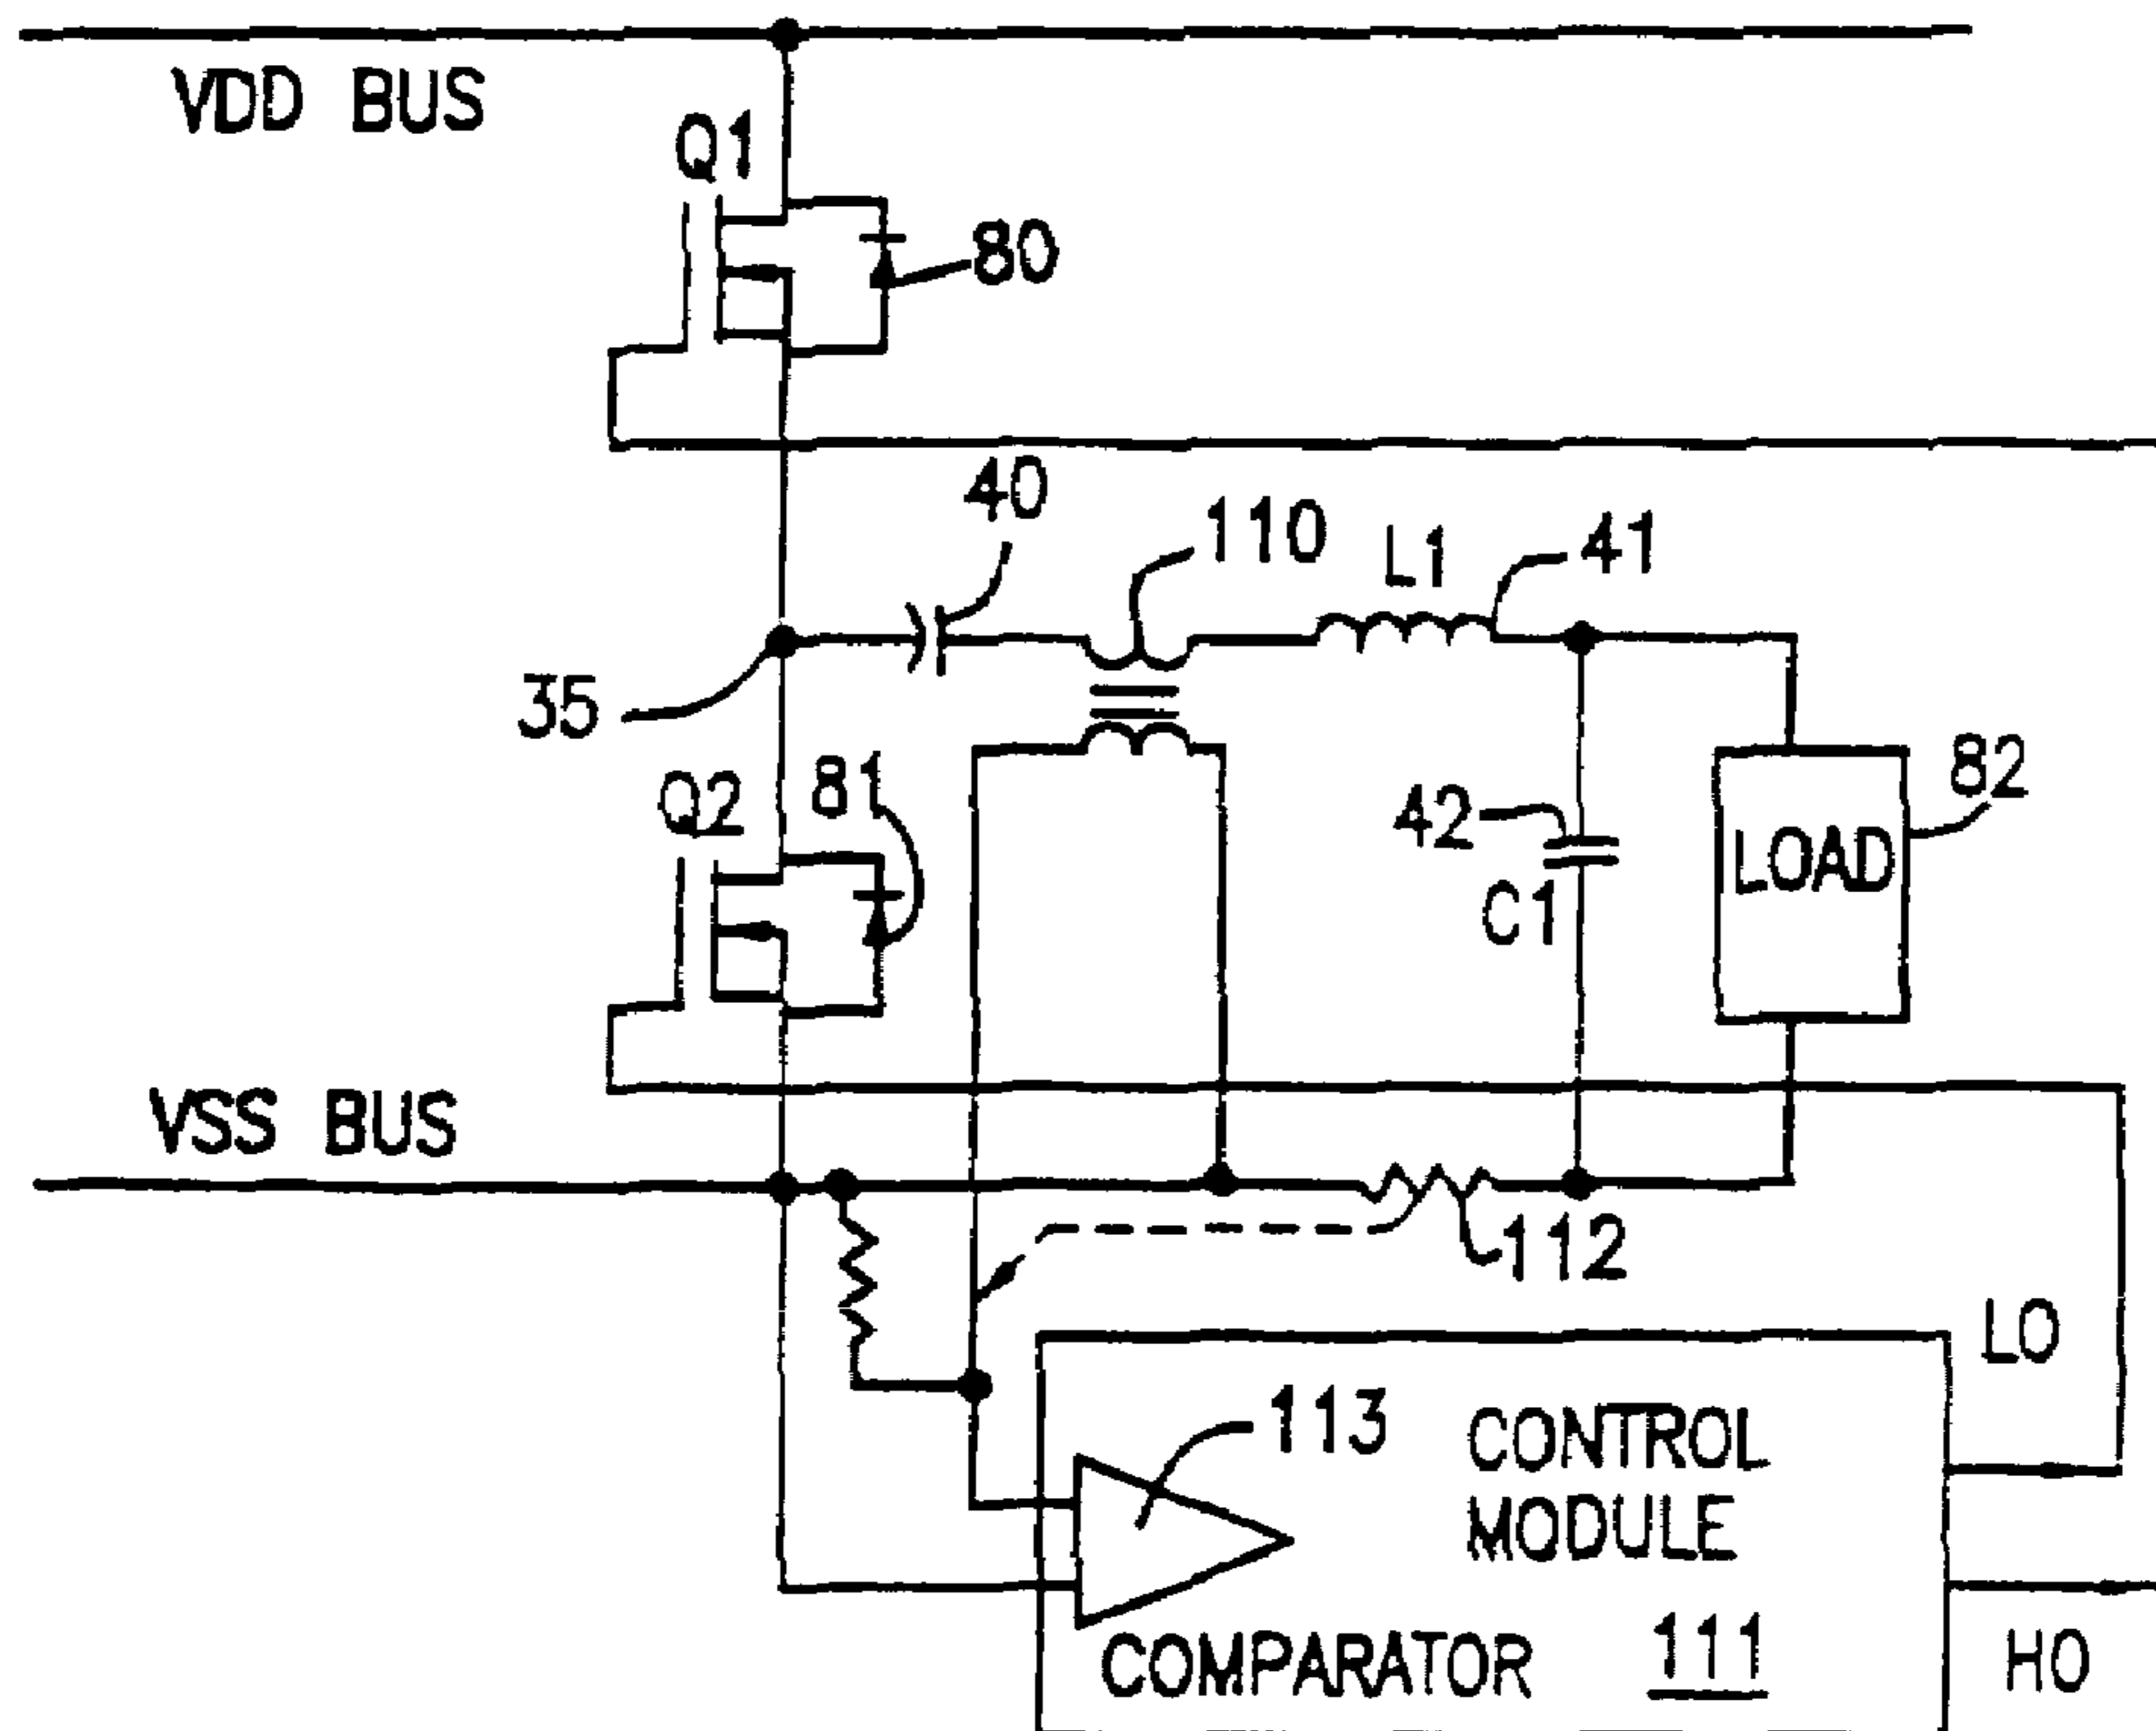 VDD BUS
Q1
80
40
110
L1
41
35
Q2
81
42
C1
LOAD
82
VSS BUS
112
LO
113
CONTROL
MODULE
COMPARATOR
111
HO